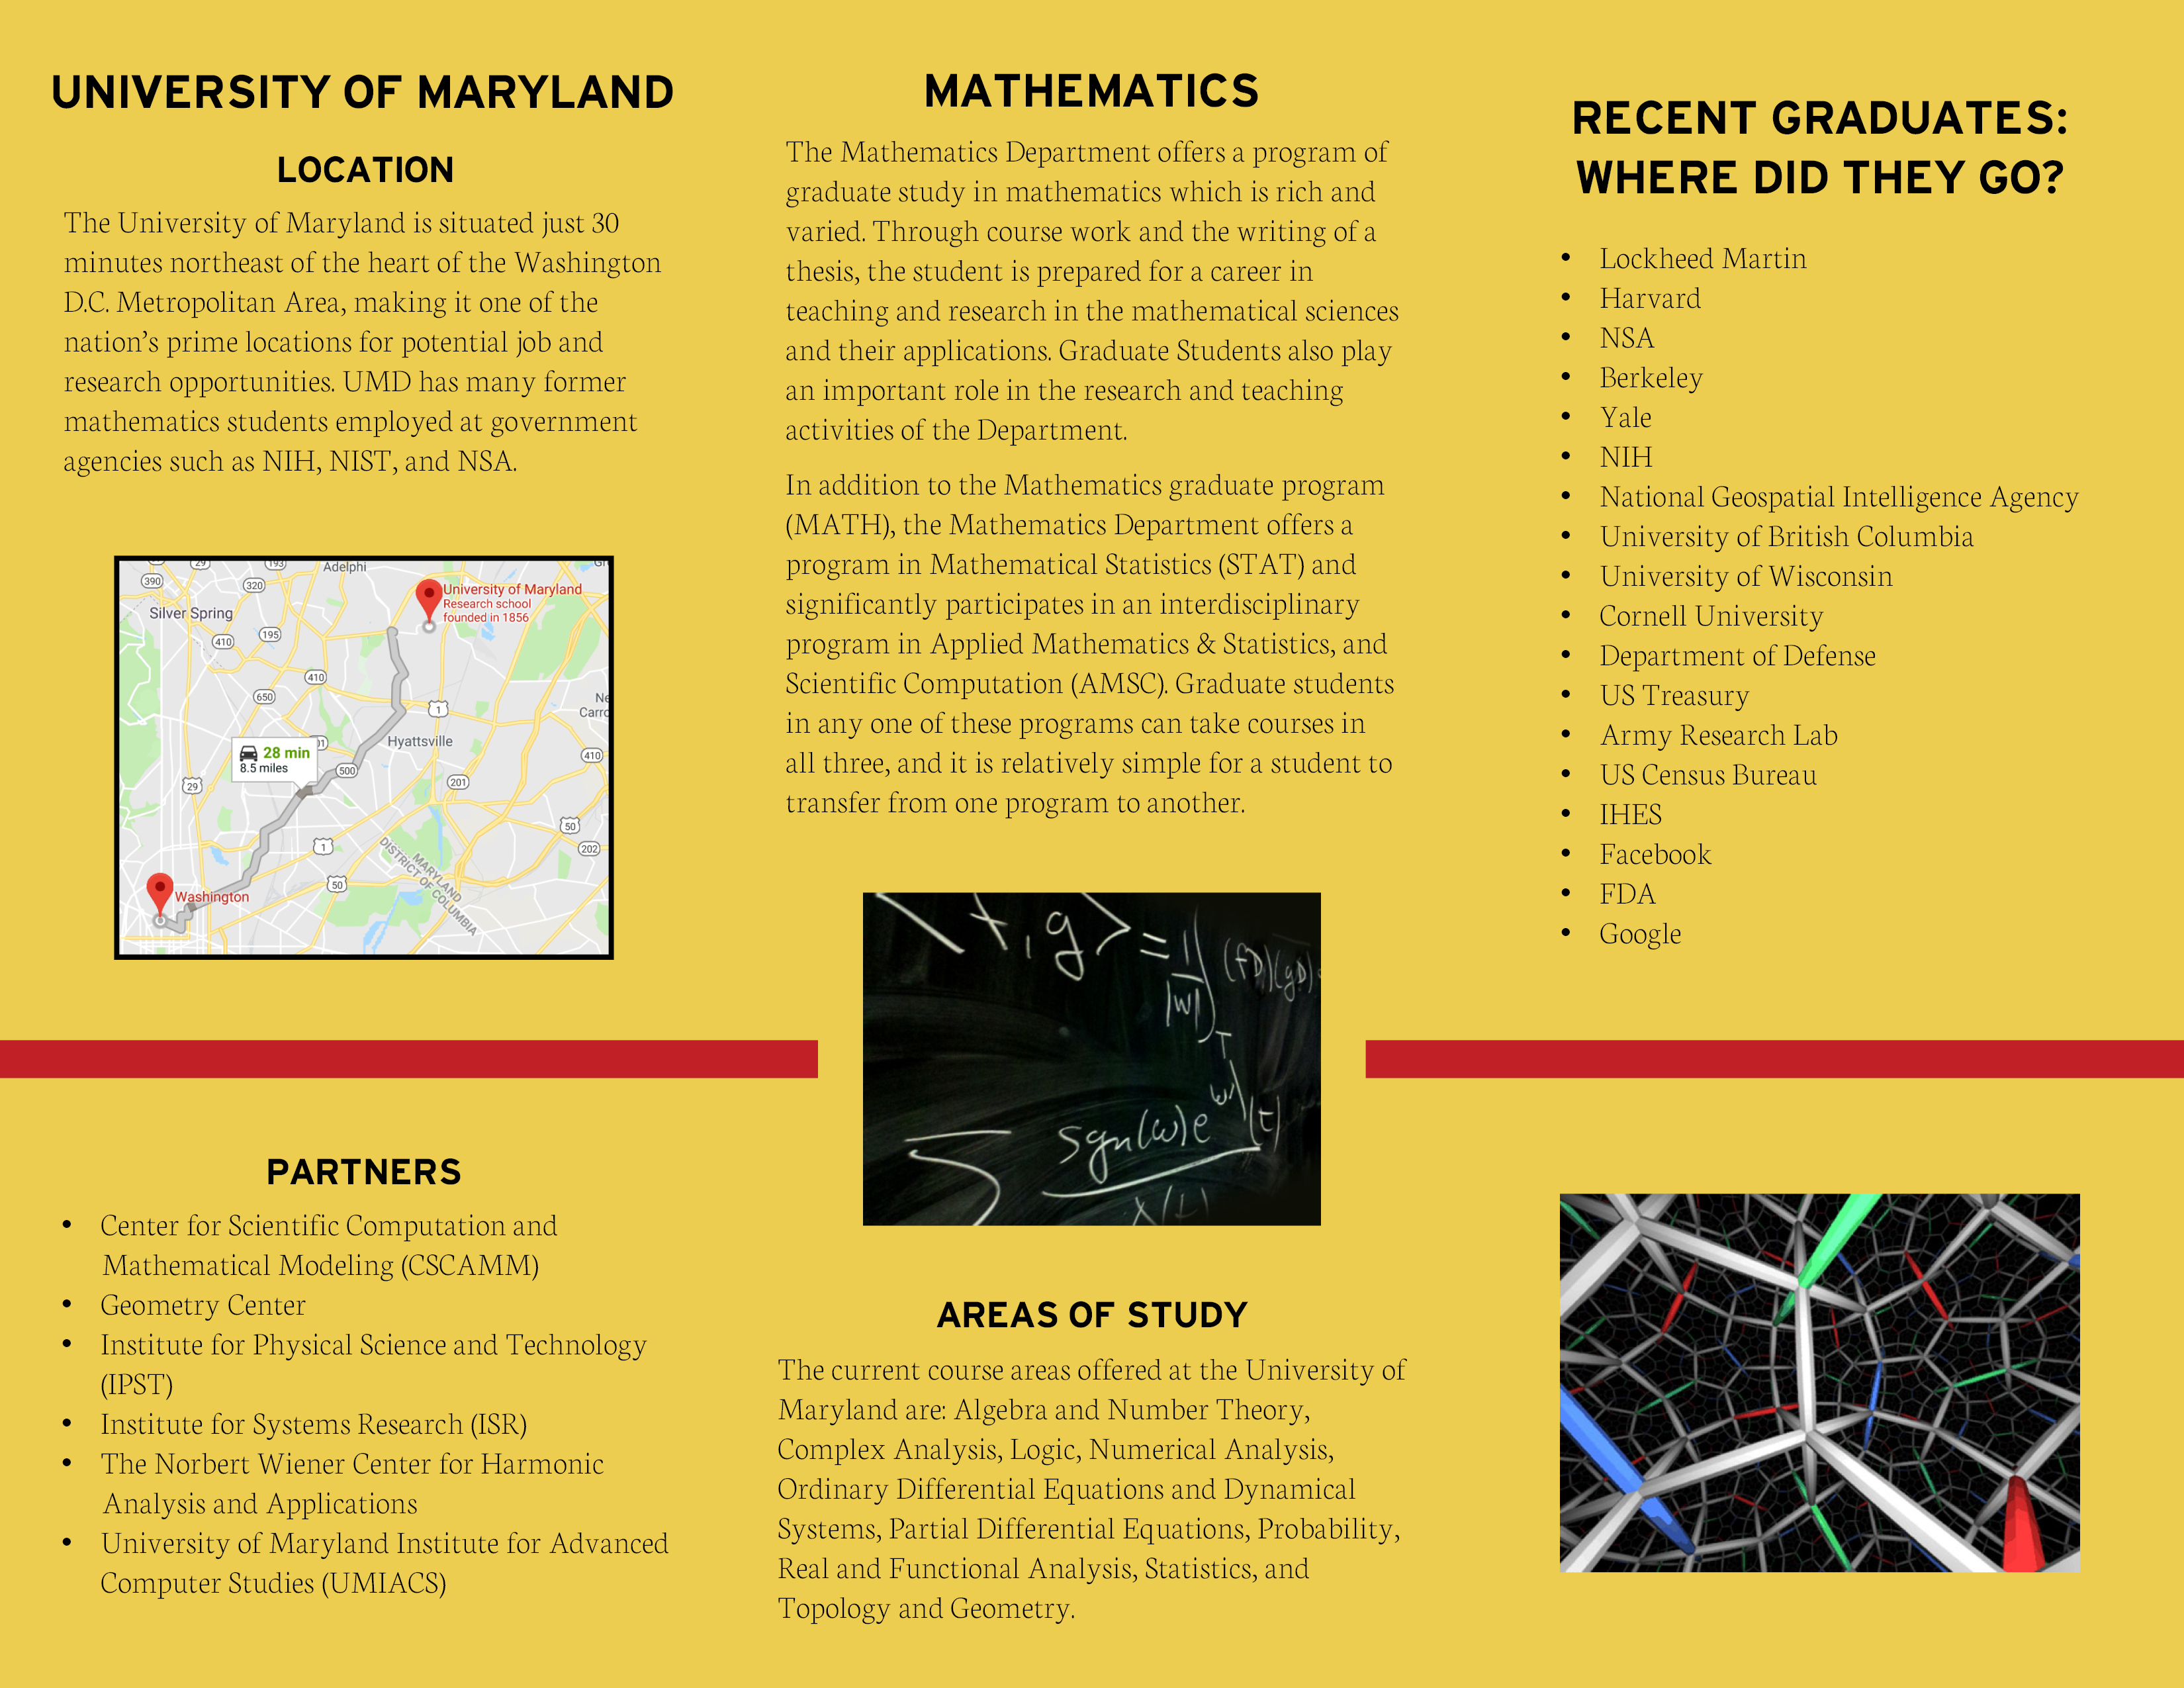 UNIVERSITY OF MARYLAND
LOCATION
The University of Maryland is situated just 30
minutes northeast of the heart of the Washington
D.C. Metropolitan Area, making it one of the
nation’s prime locations for potential job and
research opportunities. UMD has many former
mathematics students employed at government
agencies such as NIH, NIST, and NSA.
390
29
193
Adelphi
320
Silver Spring
University of Maryland
Research school
founded in 1856
410
195
410
650
1
Hyattsville
28 min
8.5 miles
500
410
29
201
50
1
202
MARYLAND
DISTRICT OF COLUMBIA
50
Washington
PARTNERS
• Center for Scientific Computation and
Mathematical Modeling (CSCAMM)
• Geometry Center
• Institute for Physical Science and Technology
(IPST)
• Institute for Systems Research (ISR)
• The Norbert Wiener Center for Harmonic
Analysis and Applications
• University of Maryland Institute for Advanced
Computer Studies (UMIACS)
MATHEMATICS
The Mathematics Department offers a program of
graduate study in mathematics which is rich and
varied. Through course work and the writing of a
thesis, the student is prepared for a career in
teaching and research in the mathematical sciences
and their applications. Graduate Students also play
an important role in the research and teaching
activities of the Department.
In addition to the Mathematics graduate program
(MATH), the Mathematics Department offers a
program in Mathematical Statistics (STAT) and
significantly participates in an interdisciplinary
program in Applied Mathematics & Statistics, and
Scientific Computation (AMSC). Graduate students
in any one of these programs can take courses in
all three, and it is relatively simple for a student to
transfer from one program to another.
sgn(w)e
AREAS OF STUDY
The current course areas offered at the University of
Maryland are: Algebra and Number Theory,
Complex Analysis, Logic, Numerical Analysis,
Ordinary Differential Equations and Dynamical
Systems, Partial Differential Equations, Probability,
Real and Functional Analysis, Statistics, and
Topology and Geometry.
RECENT GRADUATES:
WHERE DID THEY GO?
• Lockheed Martin
• Harvard
• NSA
• Berkeley
• Yale
• NIH
• National Geospatial Intelligence Agency
• University of British Columbia
• University of Wisconsin
• Cornell University
• Department of Defense
• US Treasury
• Army Research Lab
• US Census Bureau
• IHES
• Facebook
• FDA
• Google